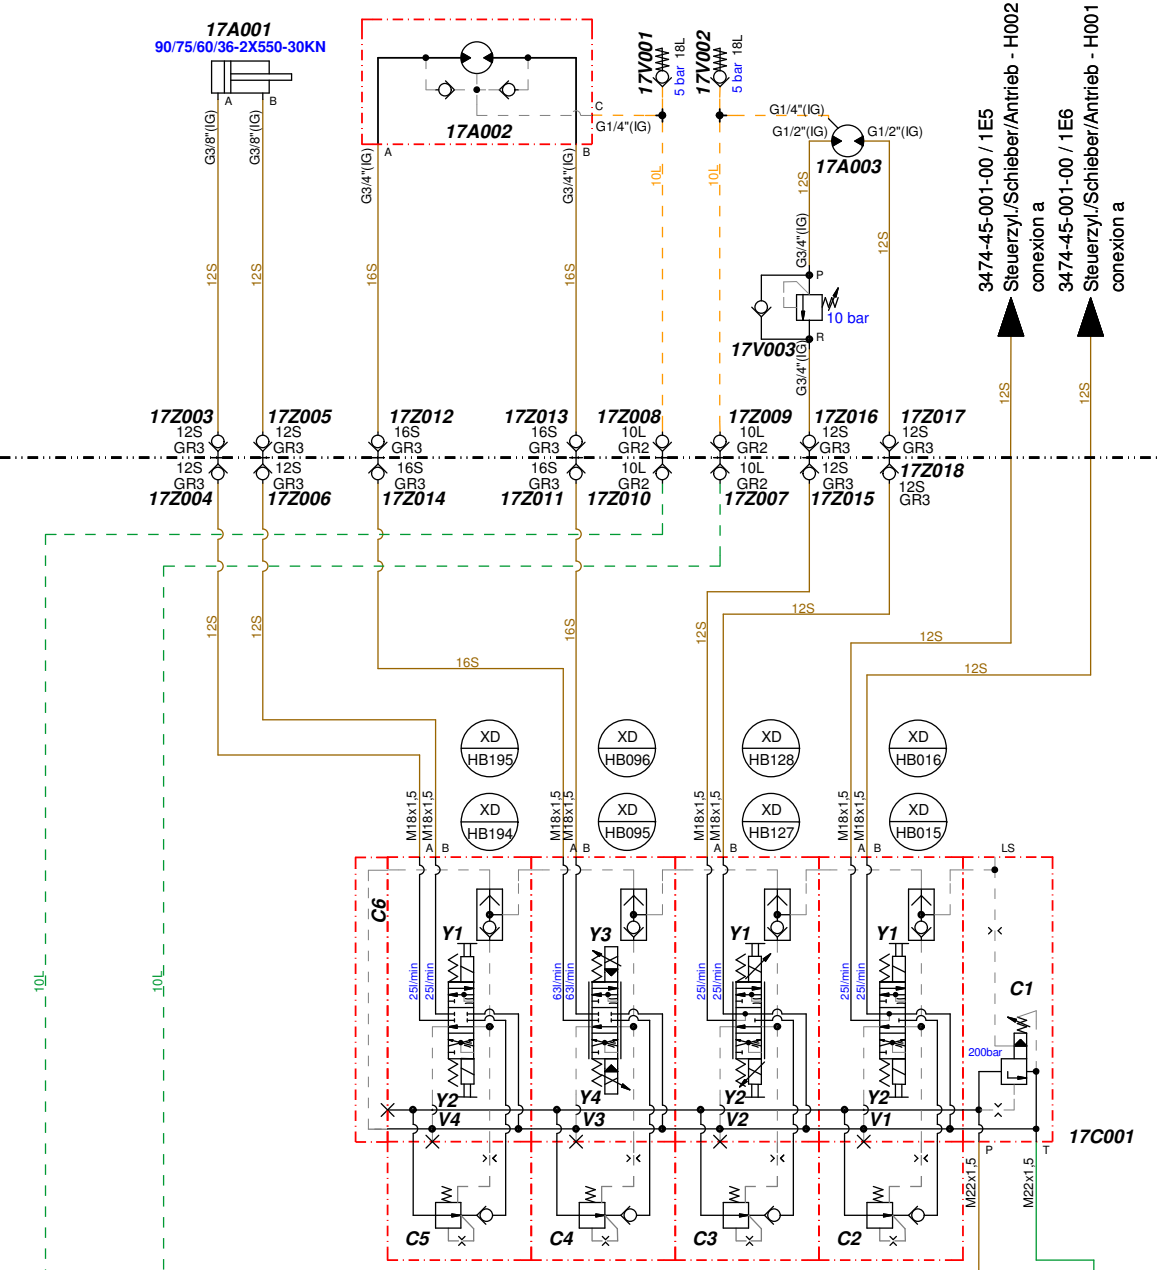 17A001
90/75/60/36-2X550-30KN
A
B
G3/8"(IG)
G3/8"(IG)
17A002
C
G1/4"(IG)
A
B
G3/4"(IG)
G3/4"(IG)
17V001
5 bar 18L
17V002
5 bar 18L
G1/4"(IG)
G1/2"(IG)
G1/2"(IG)
17A003
10L
10L
12S
12S
G3/4"(IG)
P
10 bar
R
17V003
G3/4"(IG)
3474-45-001-00 / 1E5
Steuerzyl./Schieber/Antrieb - H002
conexion a
3474-45-001-00 / 1E6
Steuerzyl./Schieber/Antrieb - H001
conexion a
12S
12S
16S
16S
12S
12S
17Z003
12S
GR3
12S
GR3
17Z004
17Z005
12S
GR3
12S
GR3
17Z006
17Z012
16S
GR3
16S
GR3
17Z014
17Z013
16S
GR3
16S
GR3
17Z011
17Z008
10L
GR2
10L
GR2
17Z010
17Z009
10L
GR2
10L
GR2
17Z007
17Z016
12S
GR3
12S
GR3
17Z015
17Z017
12S
GR3
17Z018
12S
GR3
12S
12S
16S
16S
12S
12S
12S
12S
XD
HB195
XD
HB096
XD
HB128
XD
HB016
XD
HB194
XD
HB095
XD
HB127
XD
HB015
M18x1,5
M18x1,5
M18x1,5
M18x1,5
M18x1,5
M18x1,5
M18x1,5
M18x1,5
A B
A B
A B
A B
LS
C6
Y1
Y3
Y1
Y1
25l/min
25l/min
63l/min
63l/min
25l/min
25l/min
25l/min
25l/min
C1
200bar
10L
10L
Y2
Y4
Y2
Y2
V4
V3
V2
V1
17C001
P
T
M22x1,5
M22x1,5
C5
C4
C3
C2